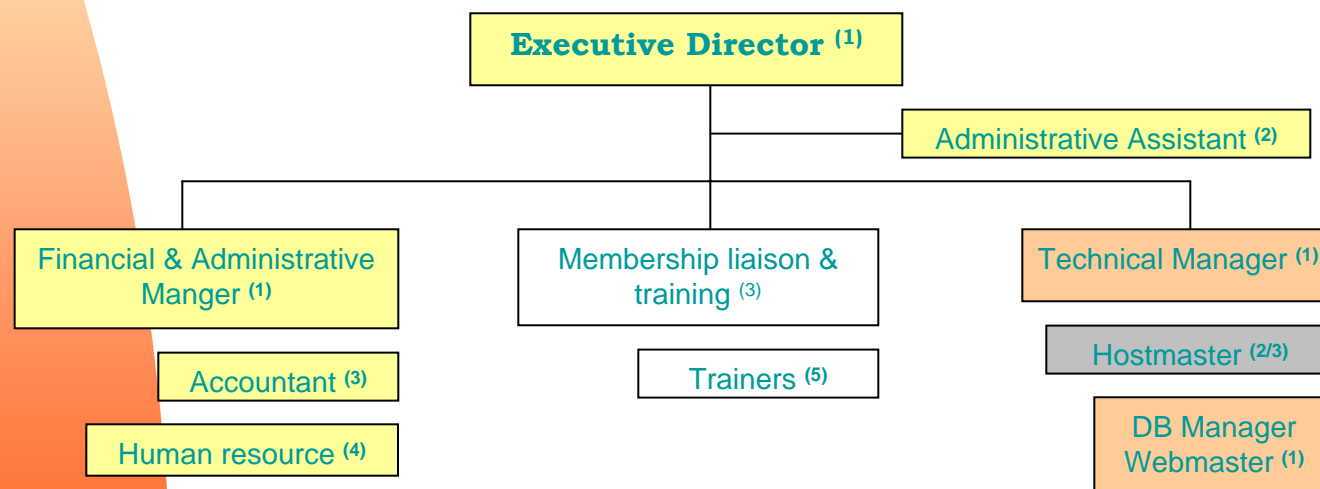 Executive Director (1)
Administrative Assistant (2)
Financial & Administrative
Manger (1)
Membership liaison &
training (3)
Technical Manager (1)
Accountant (3)
Trainers (5)
Hostmaster (2/3)
Human resource (4)
DB Manager
Webmaster (1)